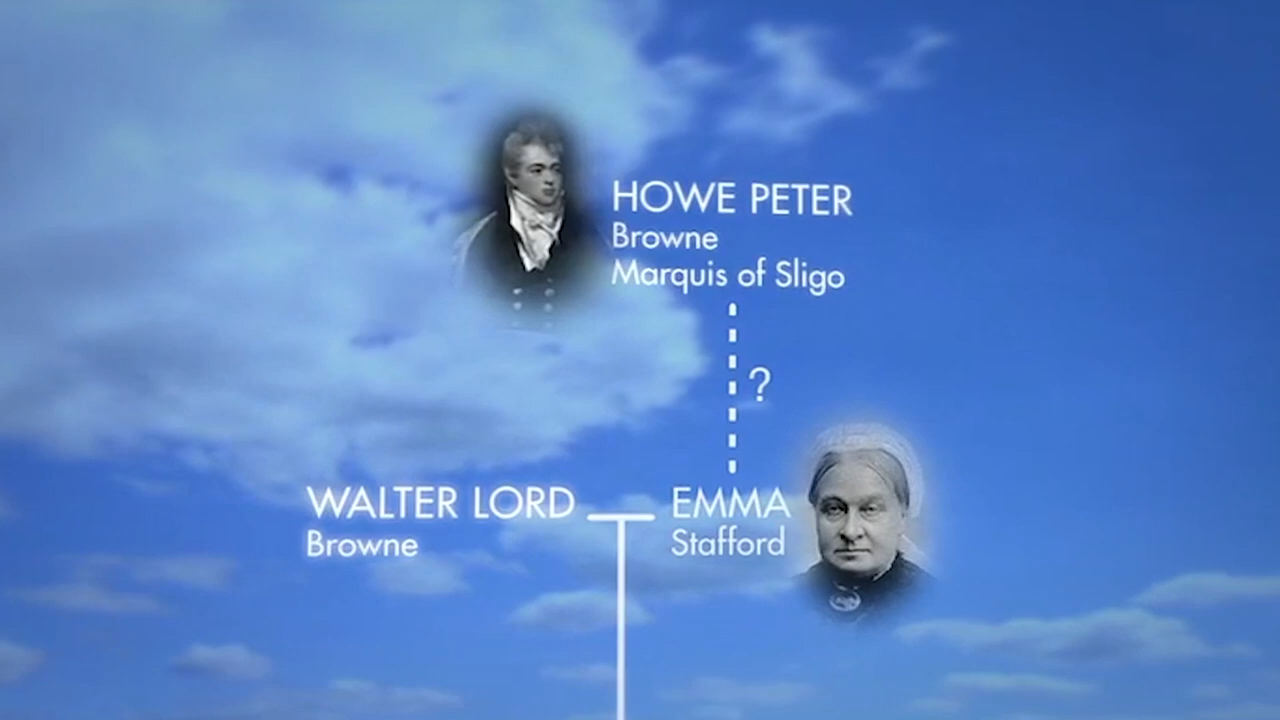 HOWE PETER
Browne
Marquis of Sligo
?
WALTER LORD
Browne
EMMA
Stafford